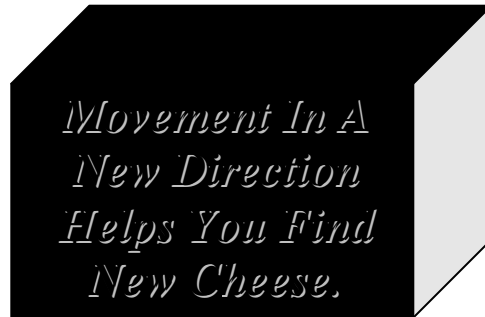 Movement In A
New Direction
Helps You Find
New Cheese.